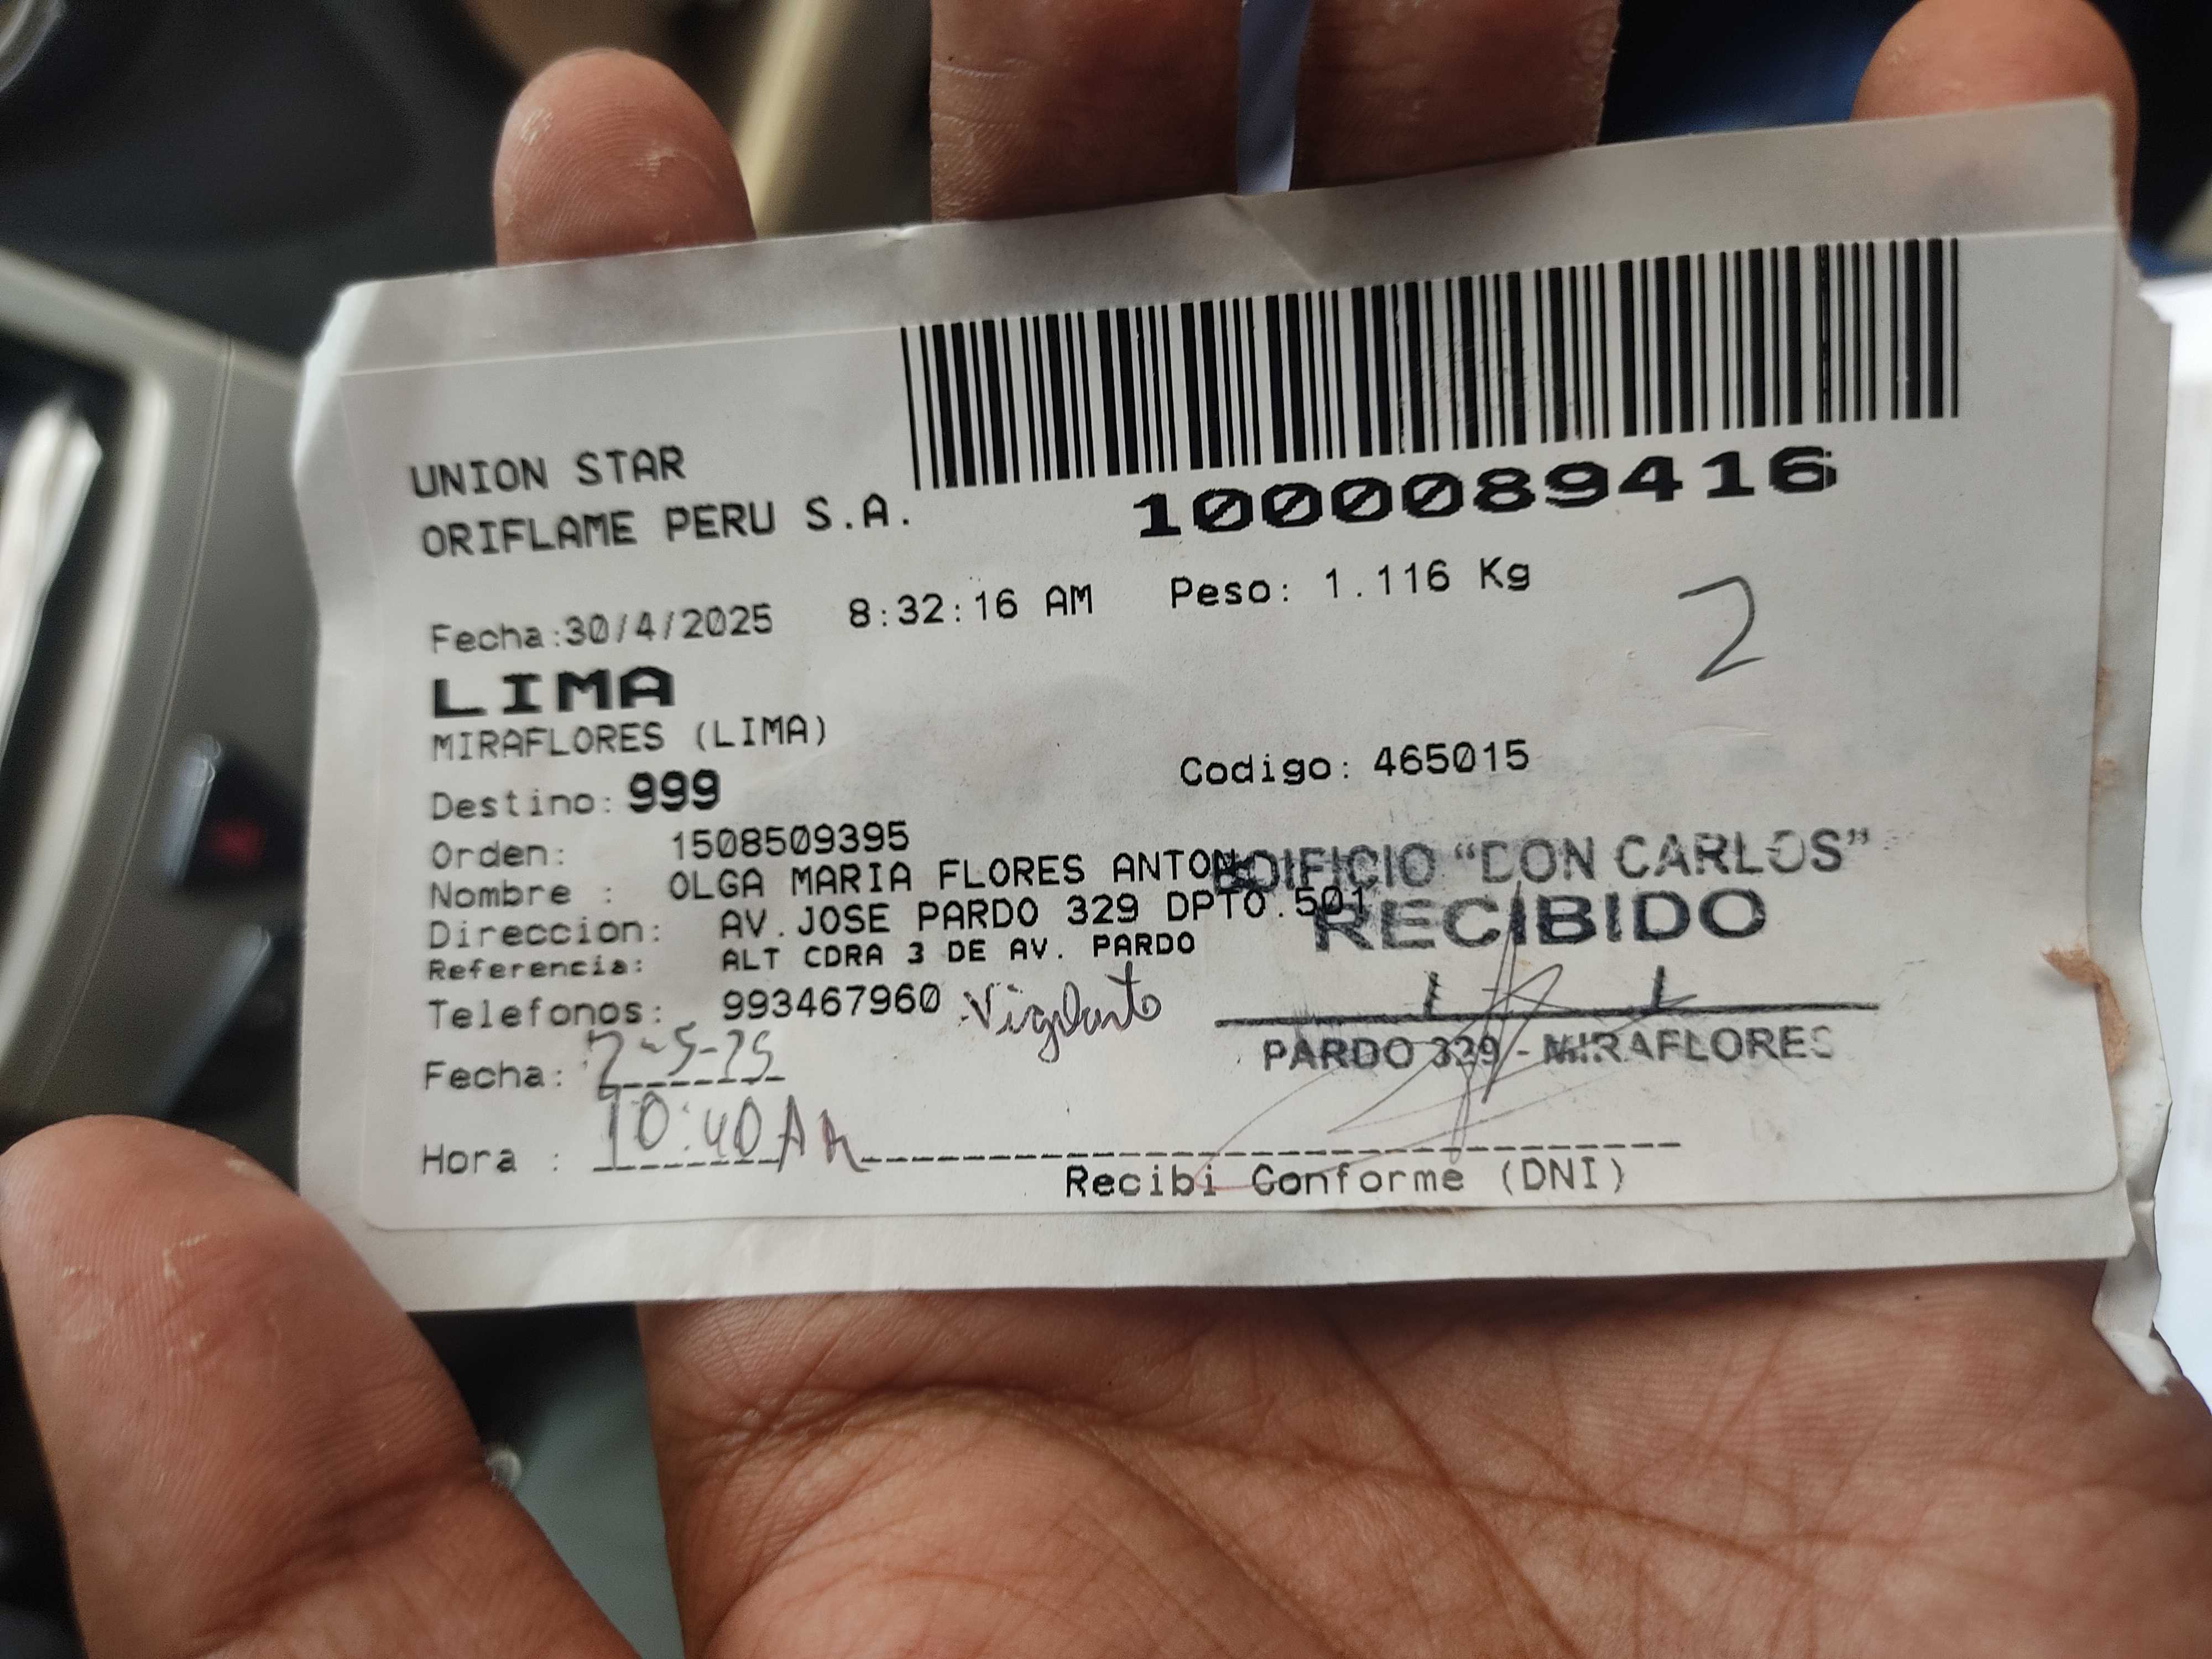 UNION STAR
ORIFLAME PERU S.A.
1000089416
Fecha:30/4/2025 8:32:16 AM Peso: 1.116 Kg
2
LIMA
MIRAFLORES (LIMA)
Destino: 999 Codigo: 465015
Orden: 1508509395
Nombre : OLGA MARIA FLORES ANTON
Direccion: AV.JOSE PARDO 329 DPTO.501
Referencia: ALT CDRA 3 DE AV. PARDO
Telefonos: 993467960
EDIFICIO “DON CARLOS”
RECIBIDO
PARDO 329 - MIRAFLORES
Fecha: 2-5-25
Hora : 10:40 AM
Recibi Conforme (DNI)